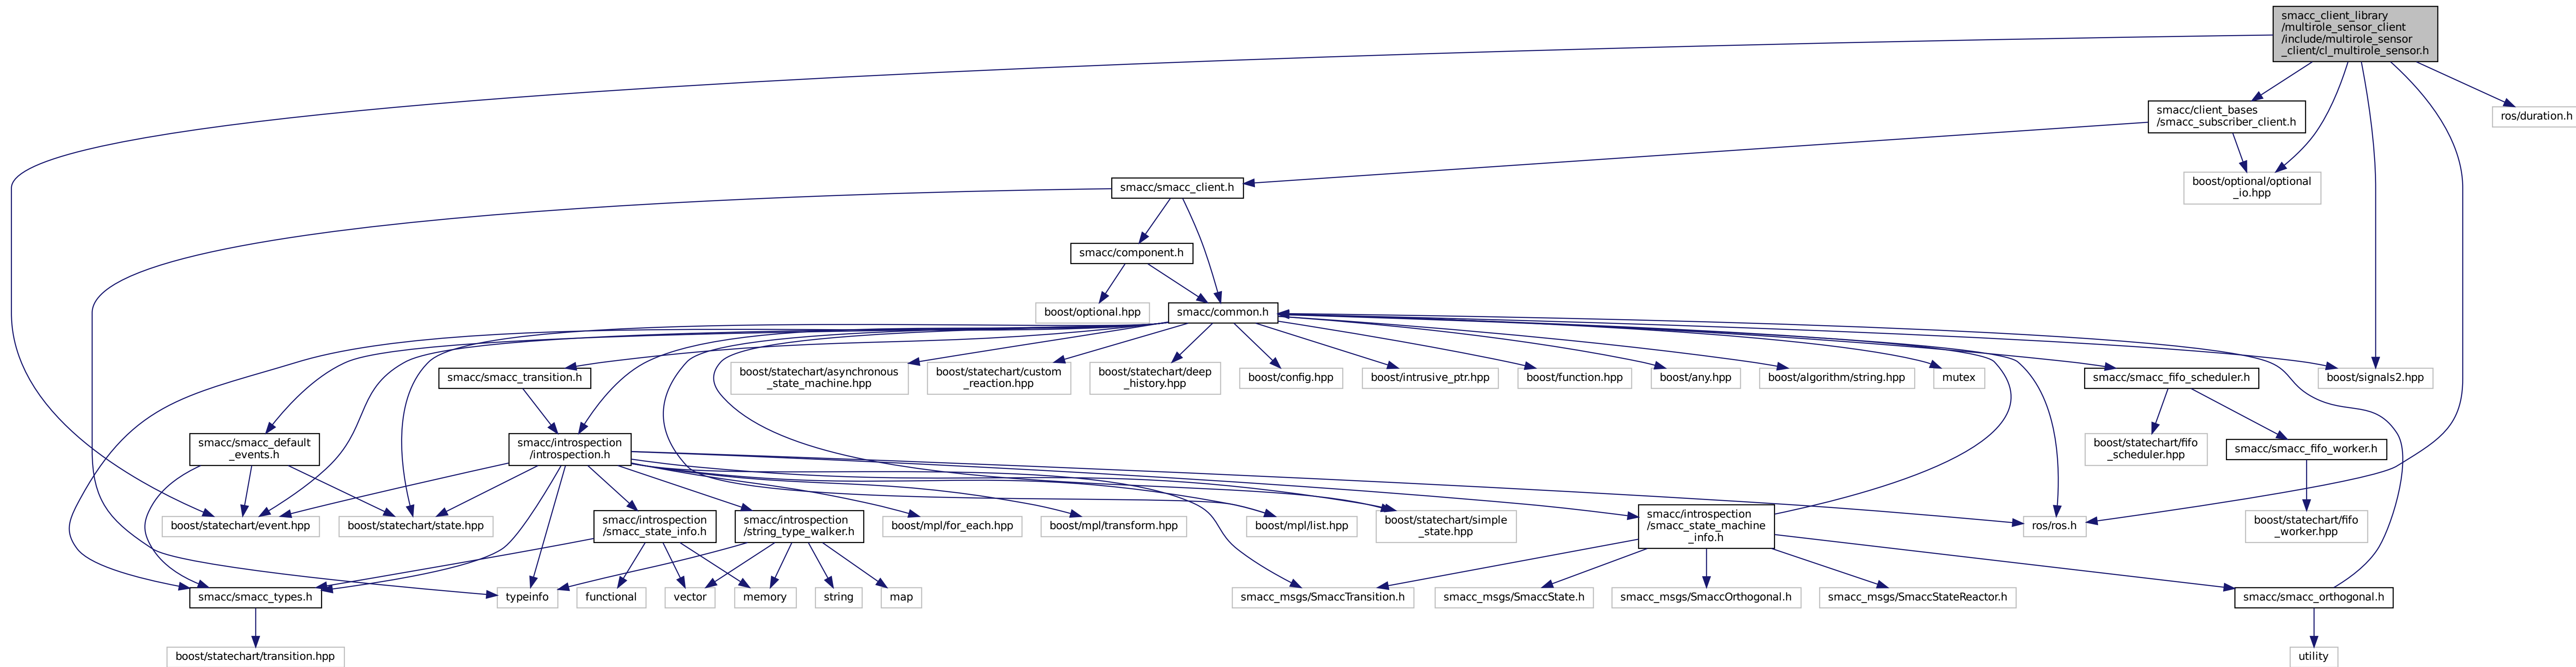 smacc_client_library
/multirole_sensor_client
/include/multirole_sensor
_client/cl_multirole_sensor.h
smacc/client_bases
/smacc_subscriber_client.h
ros/duration.h
smacc/smacc_client.h
boost/optional/optional
_io.hpp
smacc/component.h
boost/optional.hpp
smacc/common.h
smacc/smacc_transition.h
boost/statechart/asynchronous
_state_machine.hpp
boost/statechart/custom
_reaction.hpp
boost/statechart/deep
_history.hpp
boost/config.hpp
boost/intrusive_ptr.hpp
boost/function.hpp
boost/any.hpp
boost/algorithm/string.hpp
mutex
smacc/smacc_fifo_scheduler.h
boost/signals2.hpp
smacc/smacc_default
_events.h
smacc/introspection
/introspection.h
boost/statechart/fifo
_scheduler.hpp
smacc/smacc_fifo_worker.h
boost/statechart/event.hpp
boost/statechart/state.hpp
smacc/introspection
/smacc_state_info.h
smacc/introspection
/string_type_walker.h
boost/mpl/for_each.hpp
boost/mpl/transform.hpp
boost/mpl/list.hpp
boost/statechart/simple
_state.hpp
smacc/introspection
/smacc_state_machine
_info.h
ros/ros.h
boost/statechart/fifo
_worker.hpp
smacc/smacc_types.h
typeinfo
functional
vector
memory
string
map
smacc_msgs/SmaccTransition.h
smacc_msgs/SmaccState.h
smacc_msgs/SmaccOrthogonal.h
smacc_msgs/SmaccStateReactor.h
smacc/smacc_orthogonal.h
boost/statechart/transition.hpp
utility